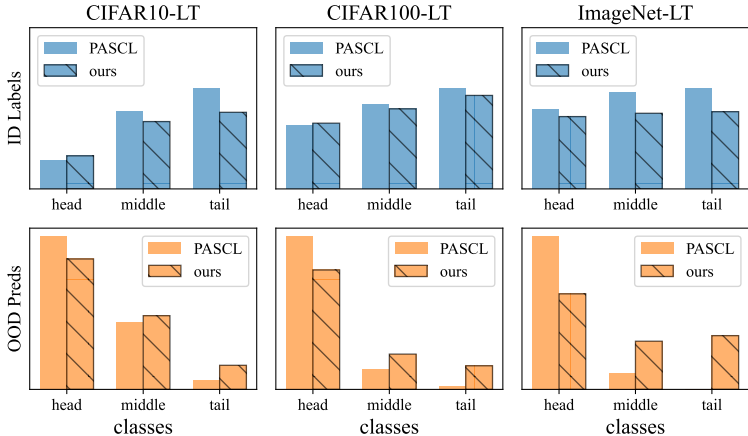 CIFAR10-LT
CIFAR100-LT
ImageNet-LT
ID Labels
PASCL
ours
PASCL
ours
PASCL
ours
head middle tail
head middle tail
head middle tail
OOD Preds
PASCL
ours
PASCL
ours
PASCL
ours
head middle tail
head middle tail
head middle tail
classes
classes
classes